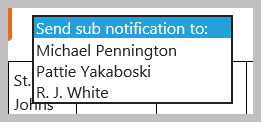 Send sub notification to:
Michael Pennington
Pattie Yakaboski
R. J. White
St.
Johns